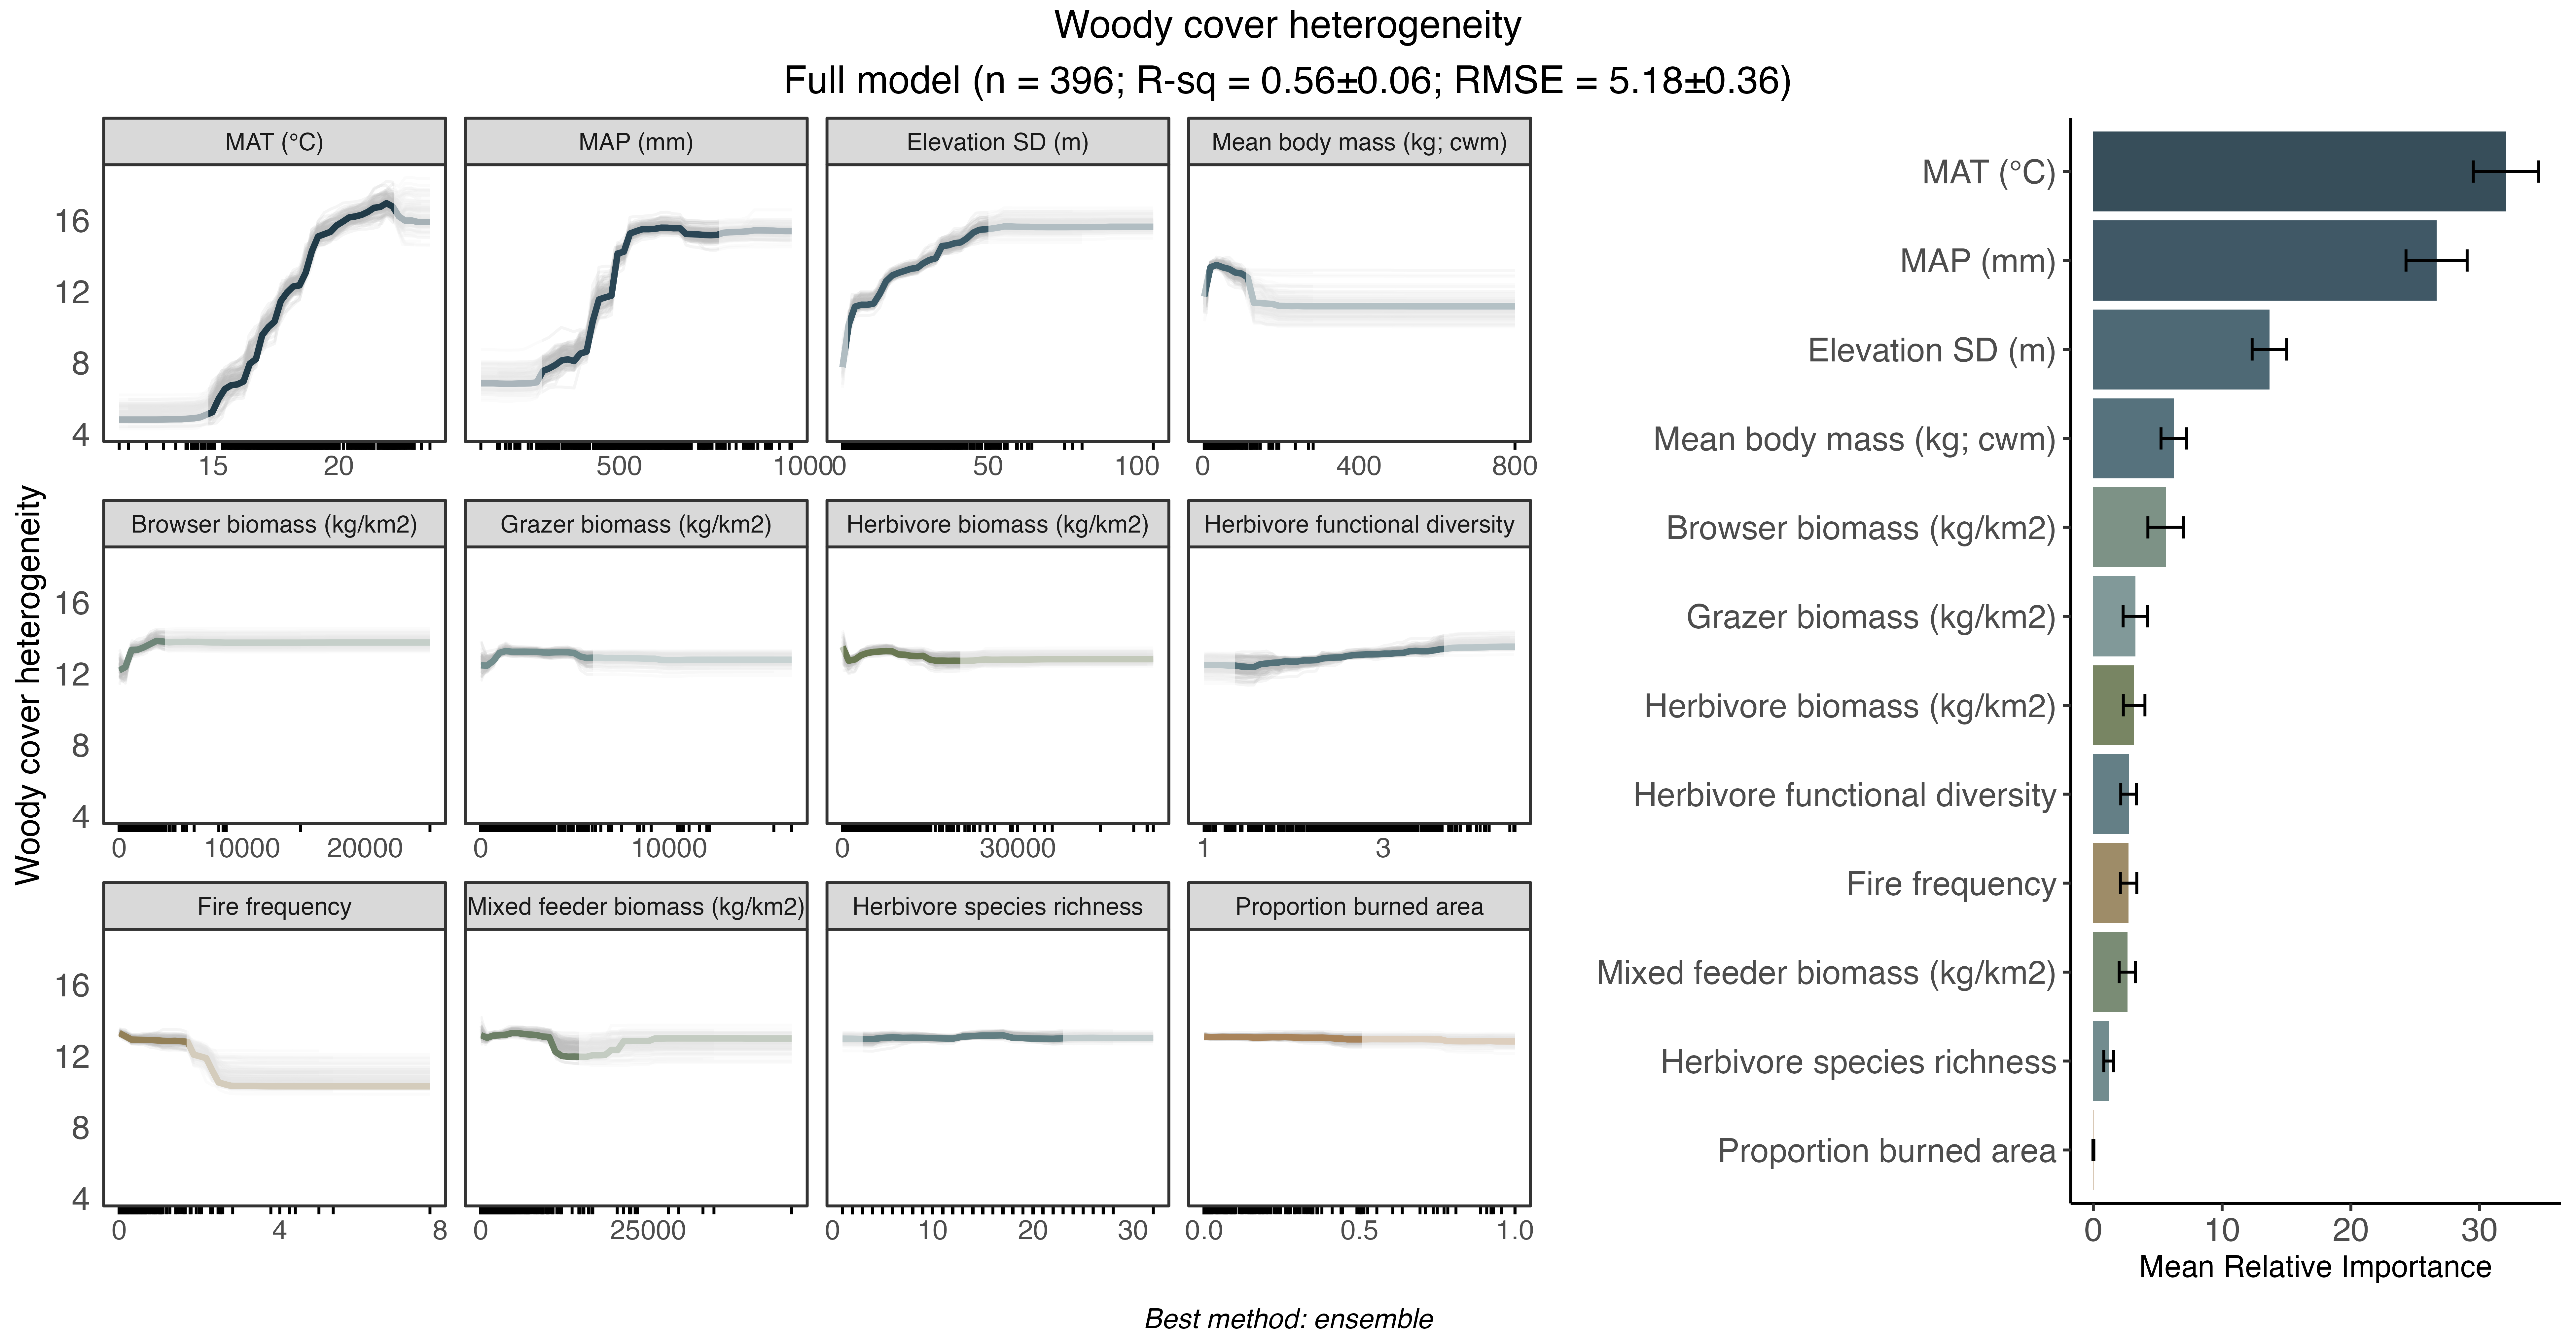 Woody cover heterogeneity
Full model (n = 396; R-sq = 0.56±0.06; RMSE = 5.18±0.36)
Woody cover heterogeneity
MAT (°C)
MAP (mm)
Elevation SD (m)
Mean body mass (kg; cwm)
16
12
8
4
15 20
500 1000
0 50 100
0 400 800
Browser biomass (kg/km2)
Grazer biomass (kg/km2)
Herbivore biomass (kg/km2)
Herbivore functional diversity
16
12
8
4
0 10000 20000
0 10000
0 30000
1 3
Fire frequency
Mixed feeder biomass (kg/km2)
Herbivore species richness
Proportion burned area
16
12
8
4
0 4 8
0 25000
0 10 20 30
0.0 0.5 1.0
MAT (°C)
MAP (mm)
Elevation SD (m)
Mean body mass (kg; cwm)
Browser biomass (kg/km2)
Grazer biomass (kg/km2)
Herbivore biomass (kg/km2)
Herbivore functional diversity
Fire frequency
Mixed feeder biomass (kg/km2)
Herbivore species richness
Proportion burned area
0 10 20 30
Mean Relative Importance
Best method: ensemble